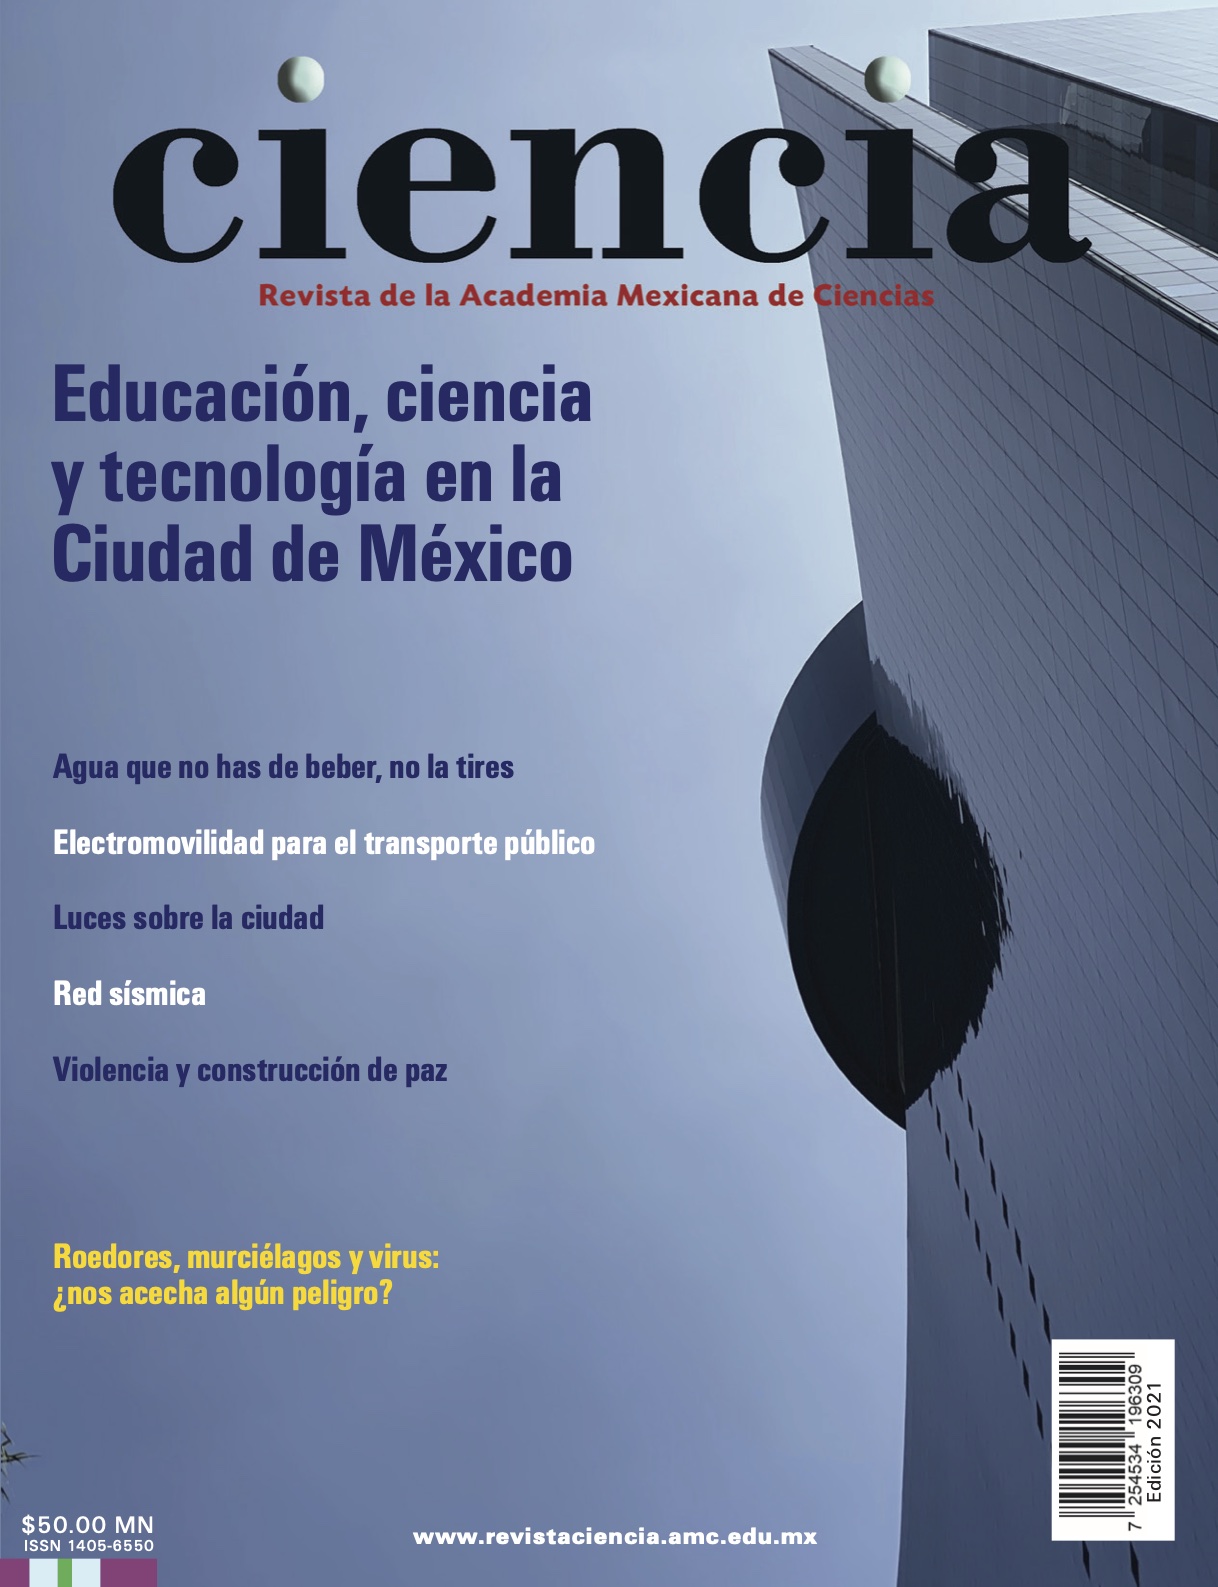 ciencia
Revista de la Academia Mexicana de Ciencias
Educación, ciencia
y tecnología en la
Ciudad de México
Agua que no has de beber, no la tires
Electromovilidad para el transporte público
Luces sobre la ciudad
Red sísmica
Violencia y construcción de paz
Roedores, murciélagos y virus:
¿nos acecha algún peligro?
7 254534 196309
Edición 2021
$50.00 MN
ISSN 1405-6550
www.revistaciencia.amc.edu.mx